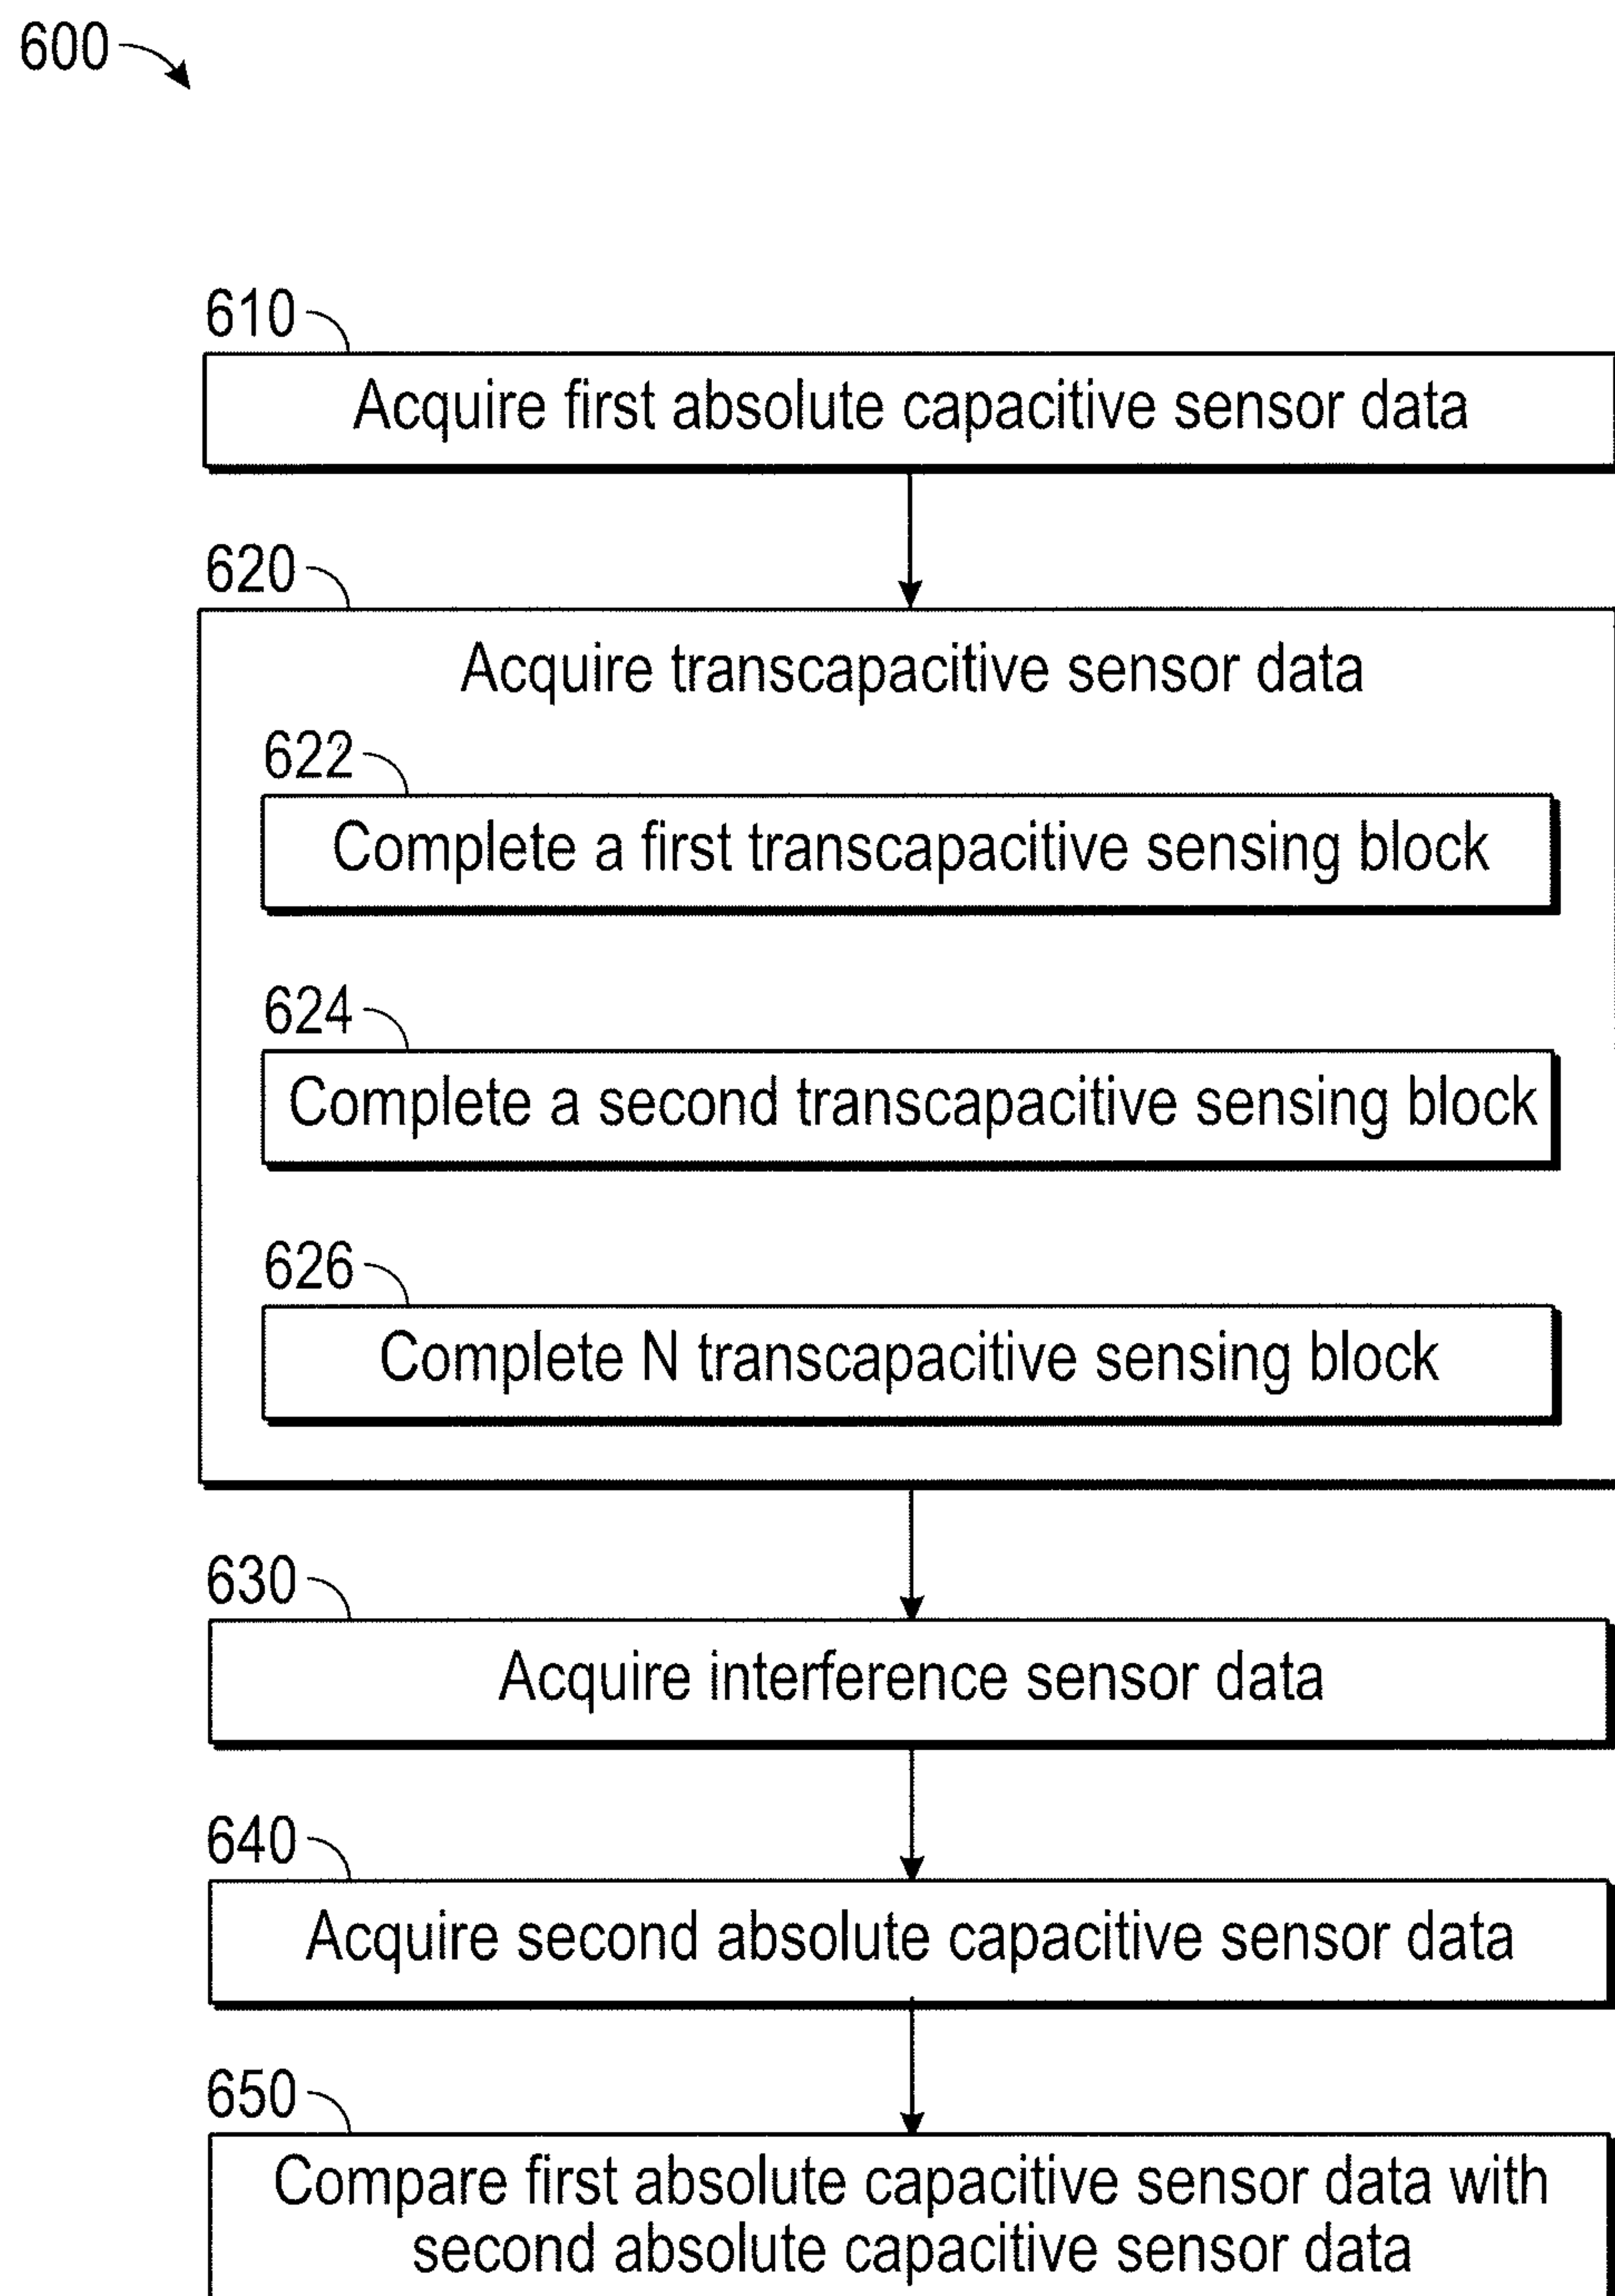 600
610
Acquire first absolute capacitive sensor data
620
Acquire transcapacitive sensor data
622
Complete a first transcapacitive sensing block
624
Complete a second transcapacitive sensing block
626
Complete N transcapacitive sensing block
630
Acquire interference sensor data
640
Acquire second absolute capacitive sensor data
650
Compare first absolute capacitive sensor data with
second absolute capacitive sensor data